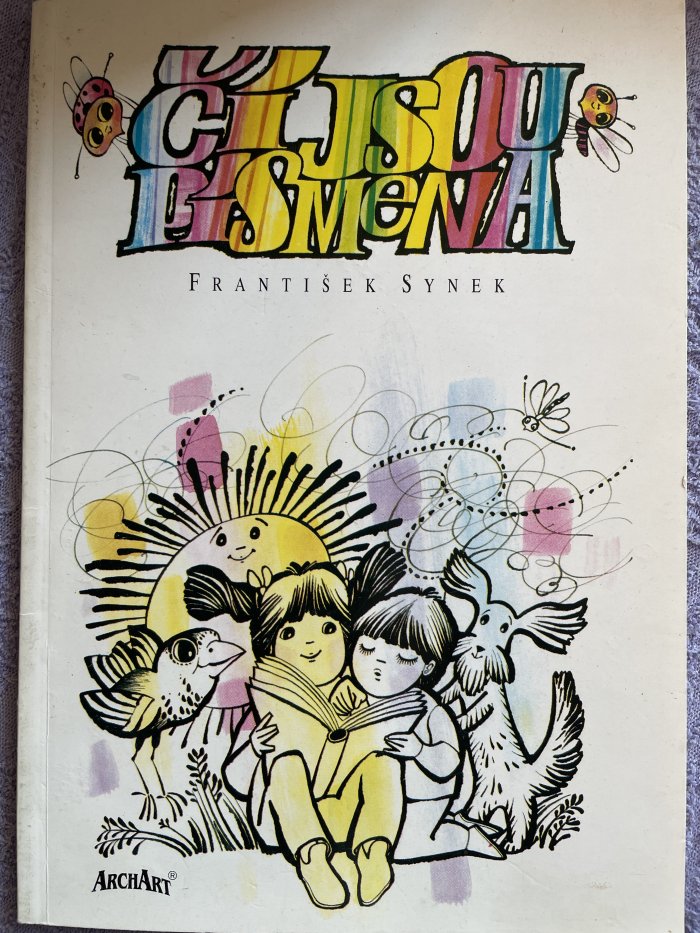 ČÍ JSOU
PÍSMENA
FRANTIŠEK SYNEK
ARCHART®